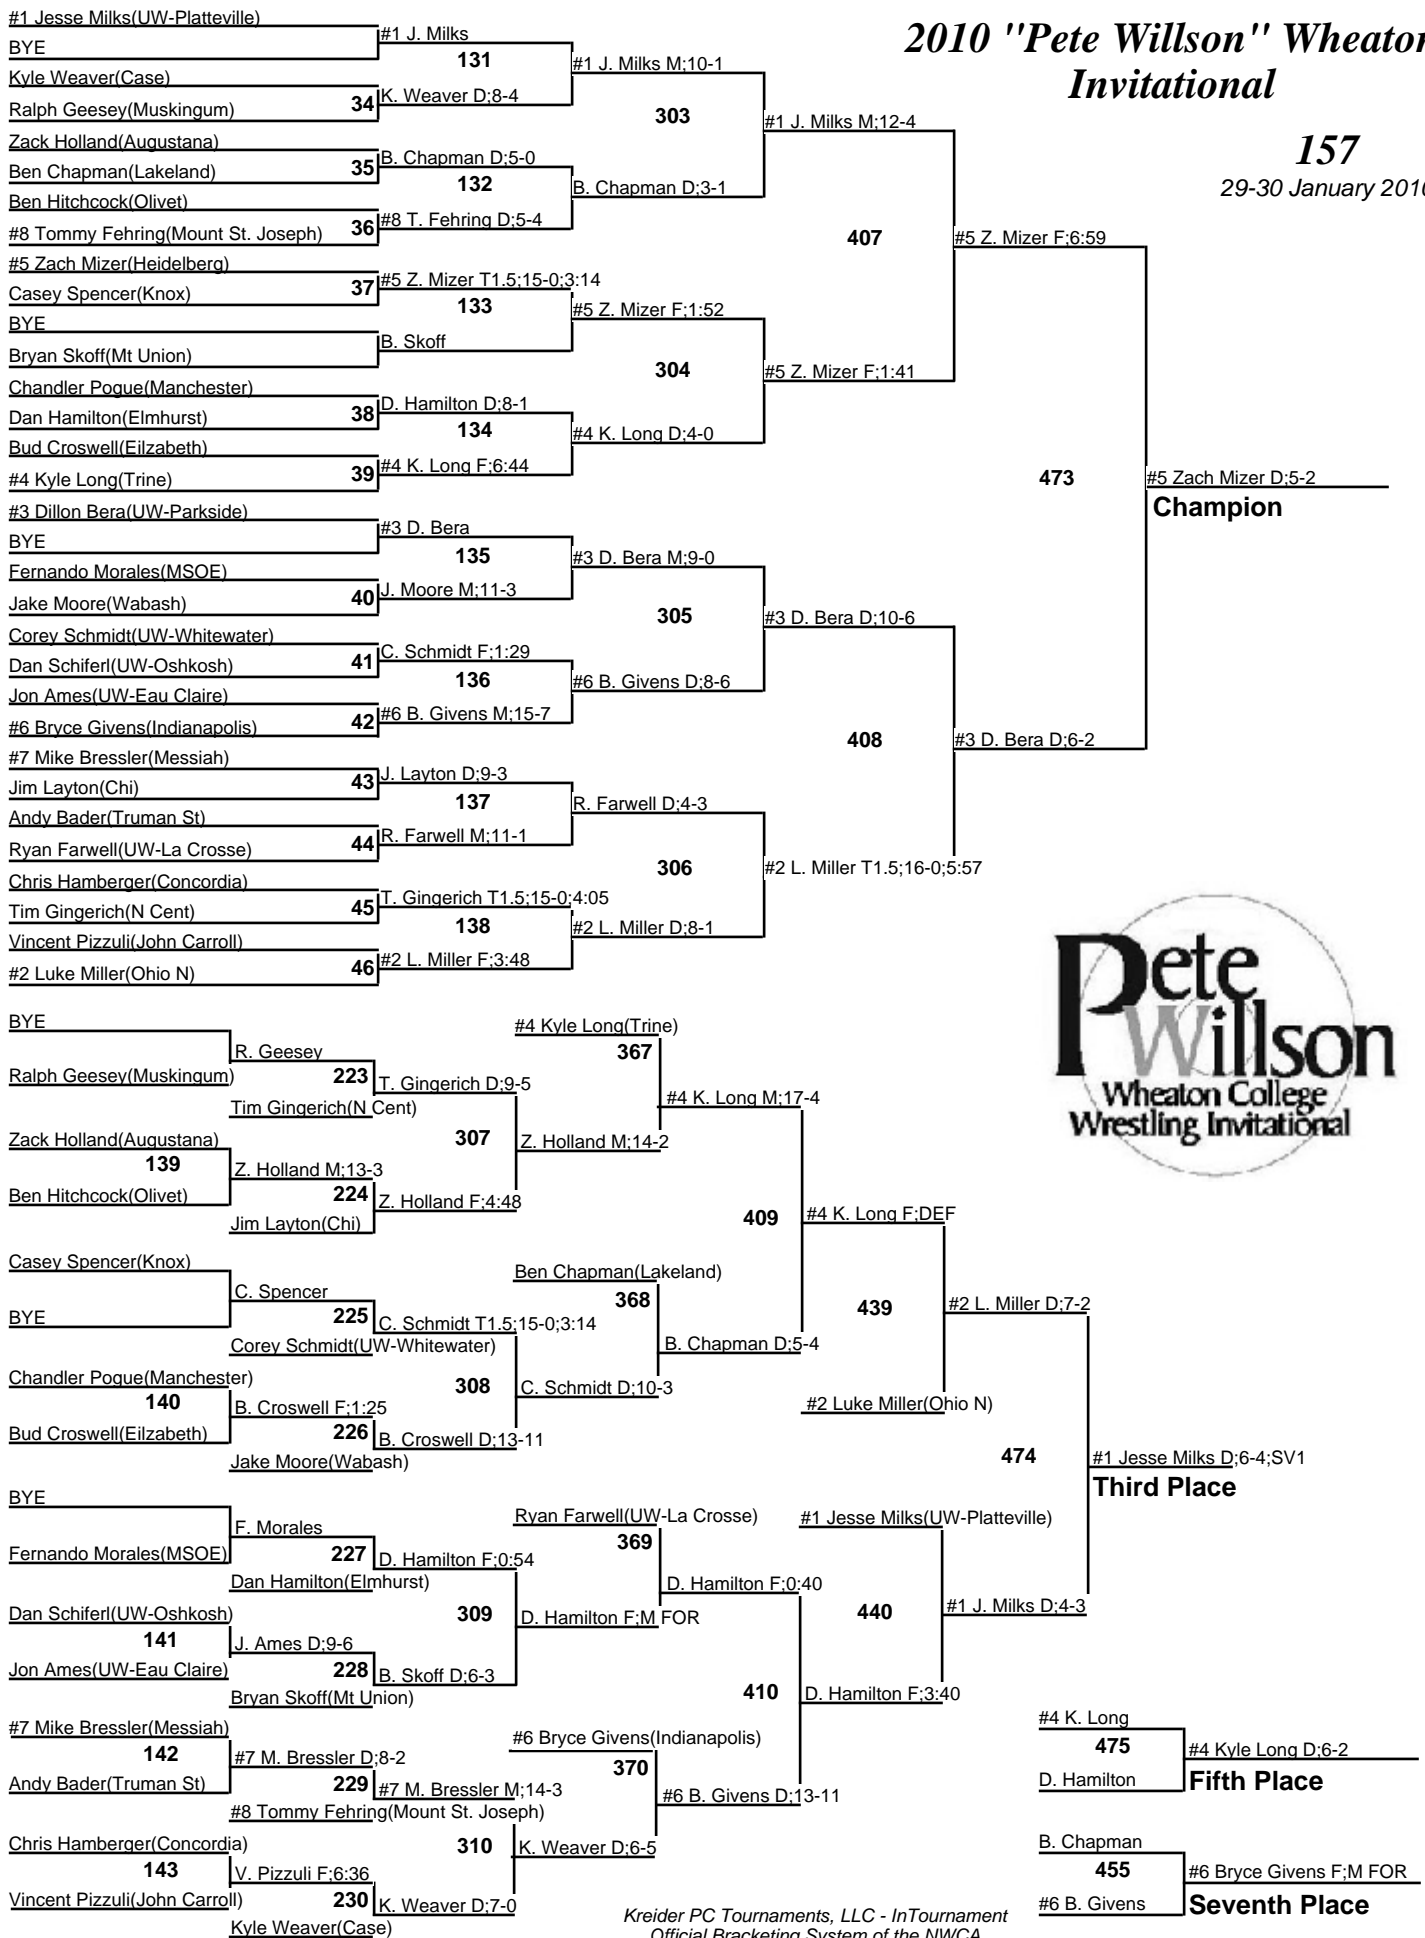 2010 "Pete Willson" Wheaton
Invitational
157
29-30 January 2010
#1 Jesse Milks(UW-Platteville)
BYE
Kyle Weaver(Case)
Ralph Geesey(Muskingum)
34
Zack Holland(Augustana)
Ben Chapman(Lakeland)
35
Ben Hitchcock(Olivet)
#8 Tommy Fehring(Mount St. Joseph)
36
#5 Zach Mizer(Heidelberg)
Casey Spencer(Knox)
37
BYE
Bryan Skoff(Mt Union)
Chandler Pogue(Manchester)
Dan Hamilton(Elmhurst)
38
Bud Croswell(Eilzabeth)
#4 Kyle Long(Trine)
39
#3 Dillon Bera(UW-Parkside)
BYE
Fernando Morales(MSOE)
Jake Moore(Wabash)
40
Corey Schmidt(UW-Whitewater)
Dan Schiferl(UW-Oshkosh)
41
Jon Ames(UW-Eau Claire)
#6 Bryce Givens(Indianapolis)
42
#7 Mike Bressler(Messiah)
Jim Layton(Chi)
43
Andy Bader(Truman St)
Ryan Farwell(UW-La Crosse)
44
Chris Hamberger(Concordia)
Tim Gingerich(N Cent)
45
Vincent Pizzuli(John Carroll)
#2 Luke Miller(Ohio N)
46
#1 J. Milks
131
K. Weaver D;8-4
B. Chapman D;5-0
132
#8 T. Fehring D;5-4
#5 Z. Mizer T1.5;15-0;3:14
133
B. Skoff
D. Hamilton D;8-1
134
#4 K. Long F;6:44
#3 D. Bera
135
J. Moore M;11-3
C. Schmidt F;1:29
136
#6 B. Givens M;15-7
J. Layton D;9-3
137
R. Farwell M;11-1
T. Gingerich T1.5;15-0;4:05
138
#2 L. Miller F;3:48
#1 J. Milks M;10-1
303
B. Chapman D;3-1
#5 Z. Mizer F;1:52
304
#4 K. Long D;4-0
#3 D. Bera M;9-0
305
#6 B. Givens D;8-6
R. Farwell D;4-3
306
#2 L. Miller D;8-1
#1 J. Milks M;12-4
407
#5 Z. Mizer F;1:41
#3 D. Bera D;10-6
408
#2 L. Miller T1.5;16-0;5:57
#5 Z. Mizer F;6:59
473
#3 D. Bera D;6-2
#5 Zach Mizer D;5-2
Champion
Pete
Willson
Wheaton College
Wrestling Invitational
BYE
Ralph Geesey(Muskingum)
Zack Holland(Augustana)
139
Ben Hitchcock(Olivet)
Casey Spencer(Knox)
BYE
Chandler Pogue(Manchester)
140
Bud Croswell(Eilzabeth)
BYE
Fernando Morales(MSOE)
Dan Schiferl(UW-Oshkosh)
141
Jon Ames(UW-Eau Claire)
#7 Mike Bressler(Messiah)
142
Andy Bader(Truman St)
Chris Hamberger(Concordia)
143
Vincent Pizzuli(John Carroll)
R. Geesey
223
Tim Gingerich(N Cent)
Z. Holland M;13-3
224
Jim Layton(Chi)
C. Spencer
225
Corey Schmidt(UW-Whitewater)
B. Croswell F;1:25
226
Jake Moore(Wabash)
F. Morales
227
Dan Hamilton(Elmhurst)
J. Ames D;9-6
228
Bryan Skoff(Mt Union)
#7 M. Bressler D;8-2
229
#8 Tommy Fehring(Mount St. Joseph)
V. Pizzuli F;6:36
230
Kyle Weaver(Case)
T. Gingerich D;9-5
307
Z. Holland F;4:48
C. Schmidt T1.5;15-0;3:14
308
B. Croswell D;13-11
D. Hamilton F;0:54
309
B. Skoff D;6-3
#7 M. Bressler M;14-3
310
K. Weaver D;7-0
#4 Kyle Long(Trine)
367
Z. Holland M;14-2
Ben Chapman(Lakeland)
368
C. Schmidt D;10-3
Ryan Farwell(UW-La Crosse)
369
D. Hamilton F;M FOR
#6 Bryce Givens(Indianapolis)
370
K. Weaver D;6-5
#4 K. Long M;17-4
409
B. Chapman D;5-4
D. Hamilton F;0:40
410
#6 B. Givens D;13-11
#4 K. Long F;DEF
439
#2 Luke Miller(Ohio N)
#1 Jesse Milks(UW-Platteville)
440
D. Hamilton F;3:40
#2 L. Miller D;7-2
474
#1 J. Milks D;4-3
#1 Jesse Milks D;6-4;SV1
Third Place
#4 K. Long
475
D. Hamilton
#4 Kyle Long D;6-2
Fifth Place
B. Chapman
455
#6 B. Givens
#6 Bryce Givens F;M FOR
Seventh Place
Kreider PC Tournaments, LLC - InTournament
Official Bracketing System of the NWCA